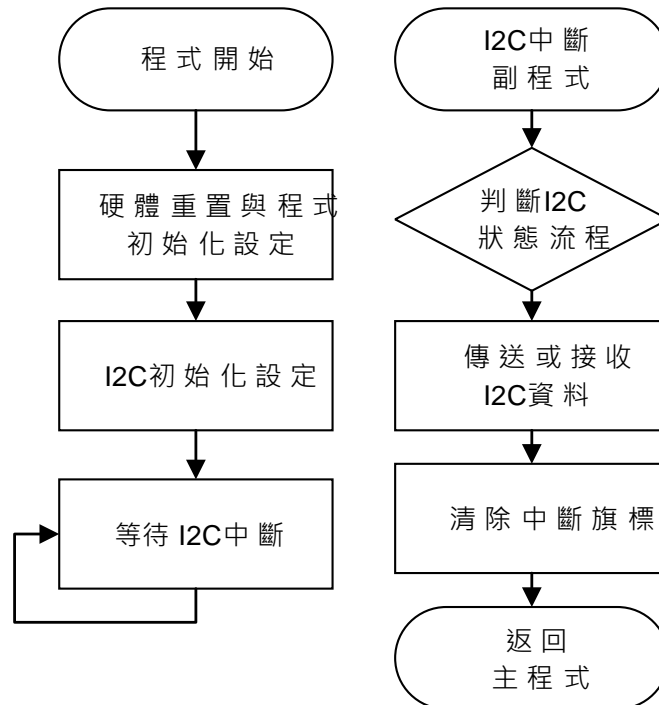 程式開始
硬體重置與程式
初始化設定
I2C初始化設定
等待 I2C中斷
I2C中斷
副程式
判斷I2C
狀態流程
傳送或接收
I2C資料
清除中斷旗標
返回
主程式